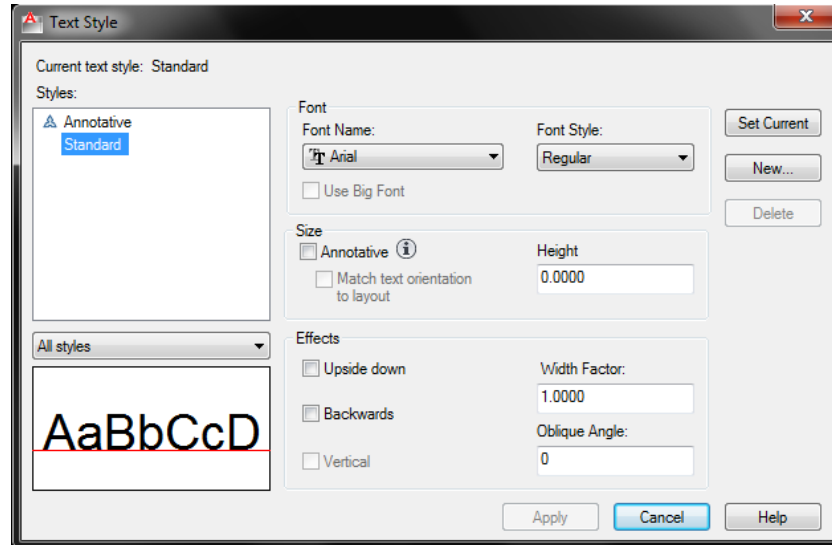 Text Style
Current text style: Standard
Styles:
Annotative
Standard
All styles
AaBbCcD
Font
Font Name:
Arial
Use Big Font
Font Style:
Regular
Size
Annotative
Match text orientation
to layout
Height
0.0000
Effects
Upside down
Backwards
Vertical
Width Factor:
1.0000
Oblique Angle:
0
Set Current
New...
Delete
Apply
Cancel
Help